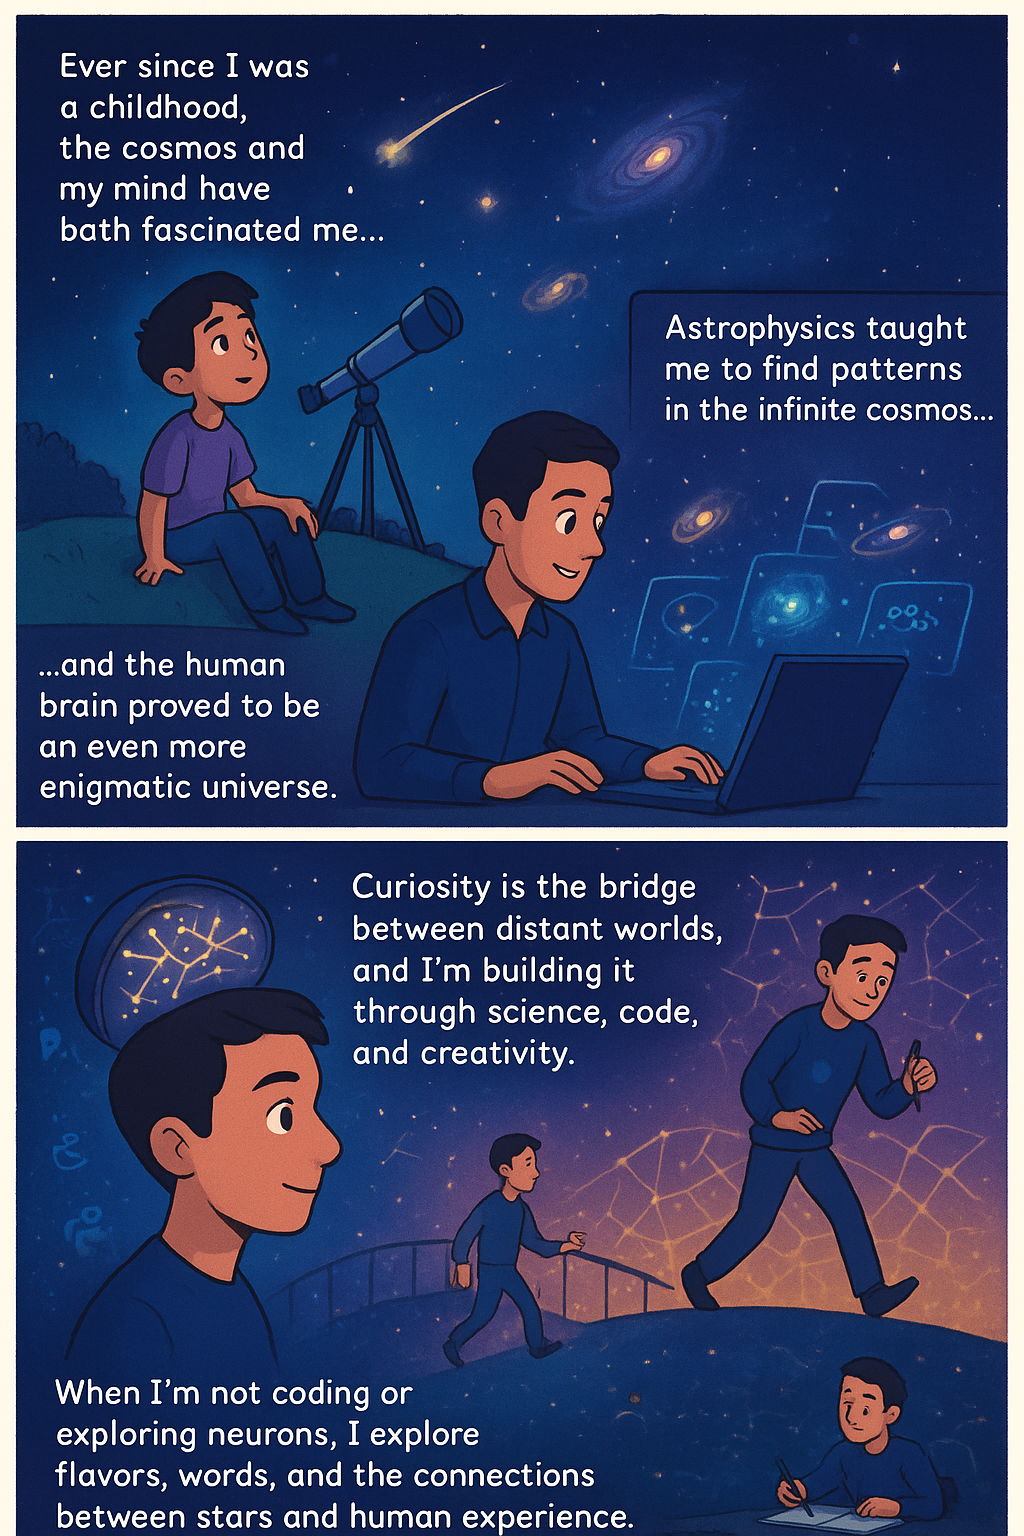 Ever since I was
a childhood,
the cosmos and
my mind have
bath fascinated me...
Astrophysics taught
me to find patterns
in the infinite cosmos...
...and the human
brain proved to be
an even more
enigmatic universe.
Curiosity is the bridge
between distant worlds,
and I'm building it
through science, code,
and creativity.
When I'm not coding or
exploring neurons, I explore
flavors, words, and the connections
between stars and human experience.